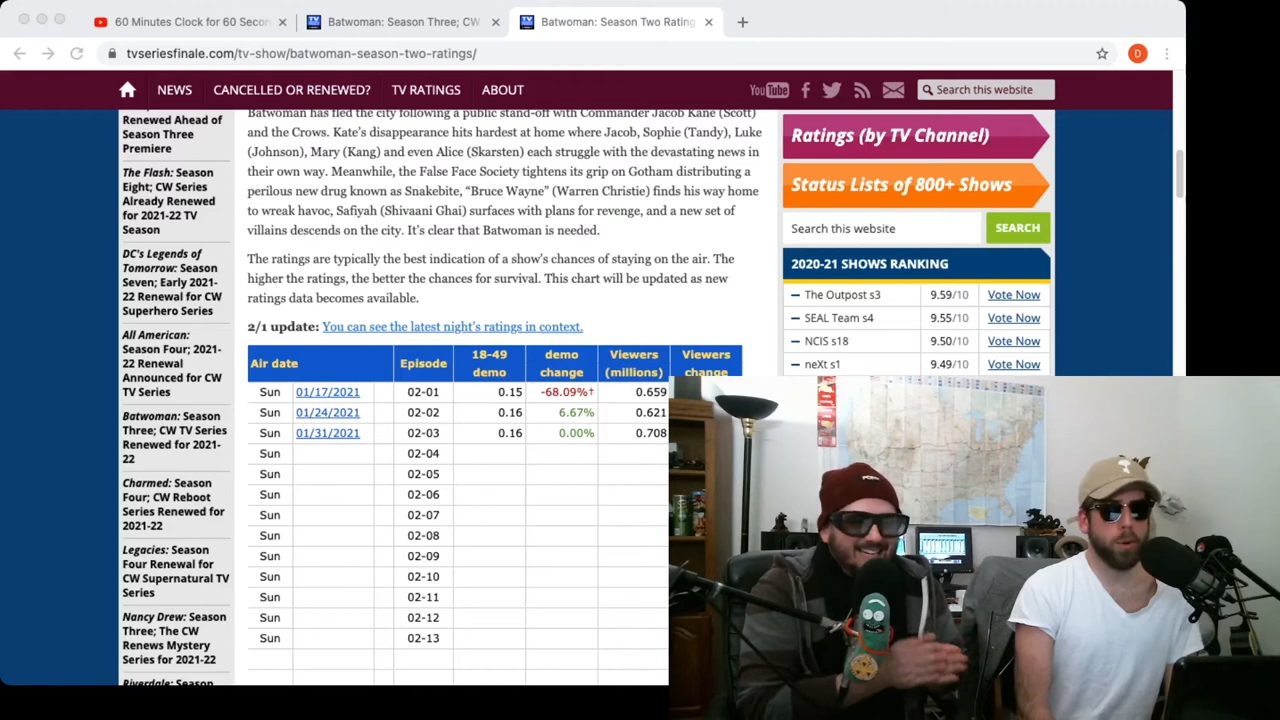 60 Minutes Clock for 60 Secon
Batwoman: Season Three; CW
Batwoman: Season Two Rating
tvseriesfinale.com/tv-show/batwoman-season-two-ratings/
D
NEWS
CANCELLED OR RENEWED?
TV RATINGS
ABOUT
YouTube
Search this website
Renewed Ahead of
Season Three
Premiere
The Flash: Season
Eight; CW Series
Already Renewed
for 2021-22 TV
Season
DC's Legends of
Tomorrow: Season
Seven; Early 2021-
22 Renewal for CW
Superhero Series
All American:
Season Four; 2021-
22 Renewal
Announced for CW
TV Series
Batwoman: Season
Three; CW TV Series
Renewed for 2021-
22
Charmed: Season
Four; CW Reboot
Series Renewed for
2021-22
Legacies: Season
Four Renewal for
CW Supernatural TV
Series
Nancy Drew: Season
Three; The CW
Renews Mystery
Series for 2021-22
Riverdale: Season
Batwoman has fled the city following a public stand-off with Commander Jacob Kane (Scott)
and the Crows. Kate's disappearance hits hardest at home where Jacob, Sophie (Tandy), Luke
(Johnson), Mary (Kang) and even Alice (Skarsten) each struggle with the devastating news in
their own way. Meanwhile, the False Face Society tightens its grip on Gotham distributing a
perilous new drug known as Snakebite, “Bruce Wayne” (Warren Christie) finds his way home
to wreak havoc, Safiyah (Shivaani Ghai) surfaces with plans for revenge, and a new set of
villains descends on the city. It's clear that Batwoman is needed.
The ratings are typically the best indication of a show's chances of staying on the air. The
higher the ratings, the better the chances for survival. This chart will be updated as new
ratings data becomes available.
2/1 update: You can see the latest night's ratings in context.
Air date Episode 18-49 demo demo change Viewers (millions) Viewers change
Sun 01/17/2021 02-01 0.15 -68.09%† 0.659
Sun 01/24/2021 02-02 0.16 6.67% 0.621
Sun 01/31/2021 02-03 0.16 0.00% 0.708
Sun 02-04
Sun 02-05
Sun 02-06
Sun 02-07
Sun 02-08
Sun 02-09
Sun 02-10
Sun 02-11
Sun 02-12
Sun 02-13
Ratings (by TV Channel)
Status Lists of 800+ Shows
Search this website
SEARCH
2020-21 SHOWS RANKING
The Outpost s3 9.59/10 Vote Now
SEAL Team s4 9.55/10 Vote Now
NCIS s18 9.50/10 Vote Now
neXt s1 9.49/10 Vote Now